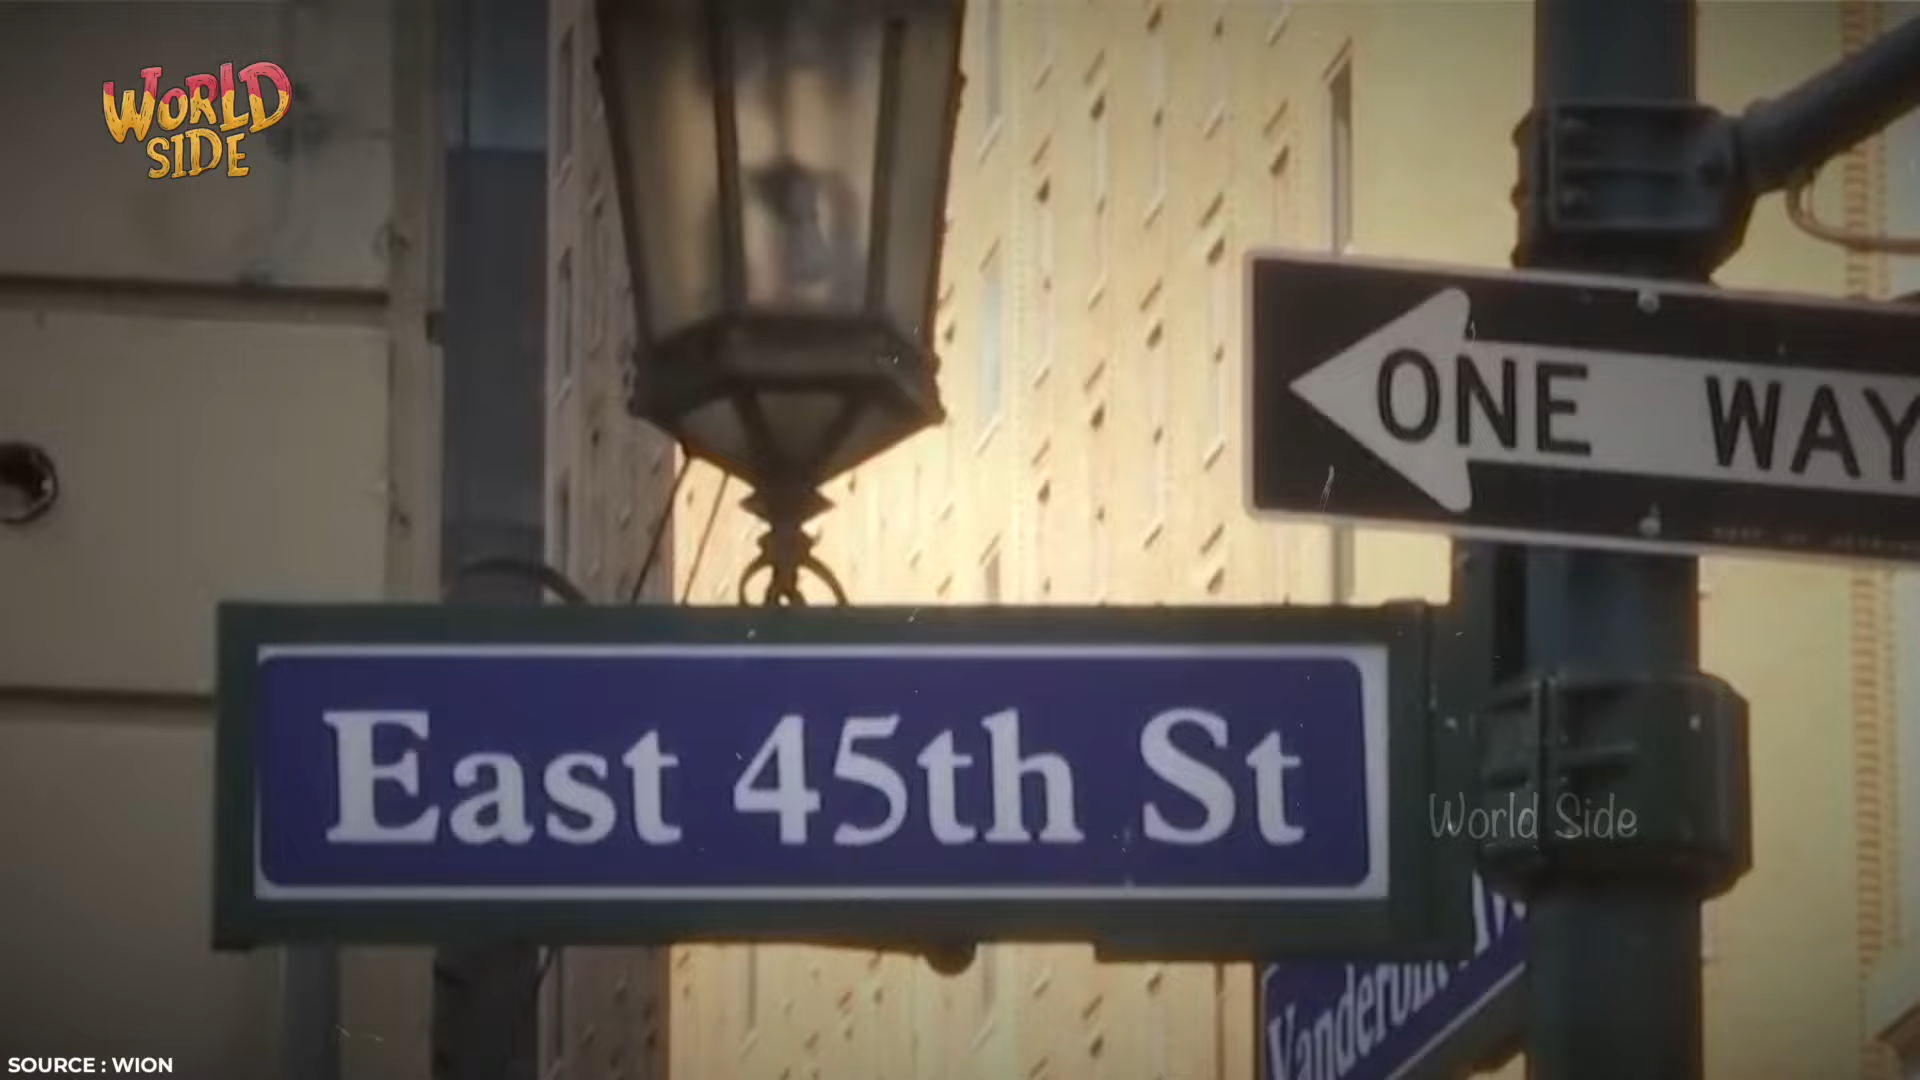 WORLD
SIDE
ONE WAY
East 45th St
World Side
SOURCE : WION